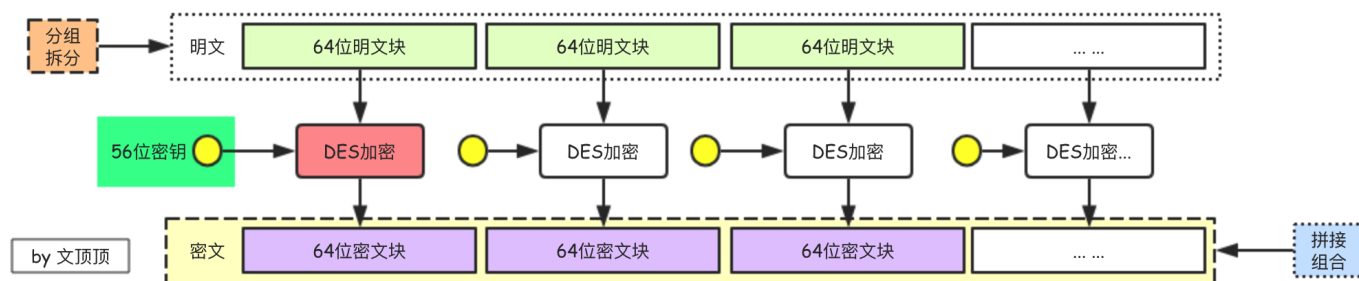 分组
拆分
明文
64位明文块
64位明文块
64位明文块
... ...
56位密钥
DES加密
DES加密
DES加密
DES加密...
by 文顶顶
密文
64位密文块
64位密文块
64位密文块
... ...
拼接
组合